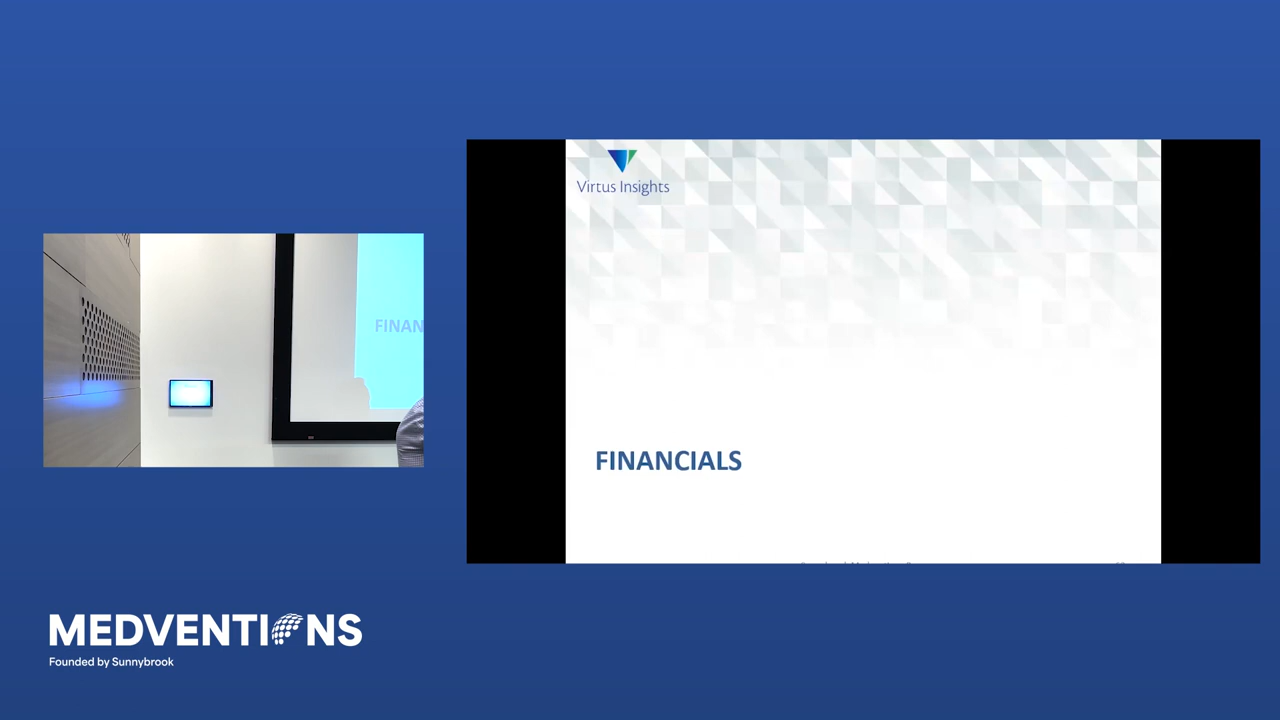 Virtus Insights
FINAN
FINANCIALS
MEDVENTIONS
Founded by Sunnybrook